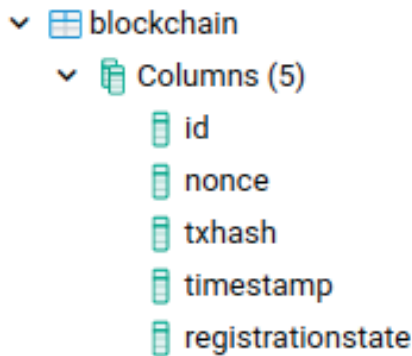 blockchain
Columns (5)
id
nonce
txhash
timestamp
registrationstate